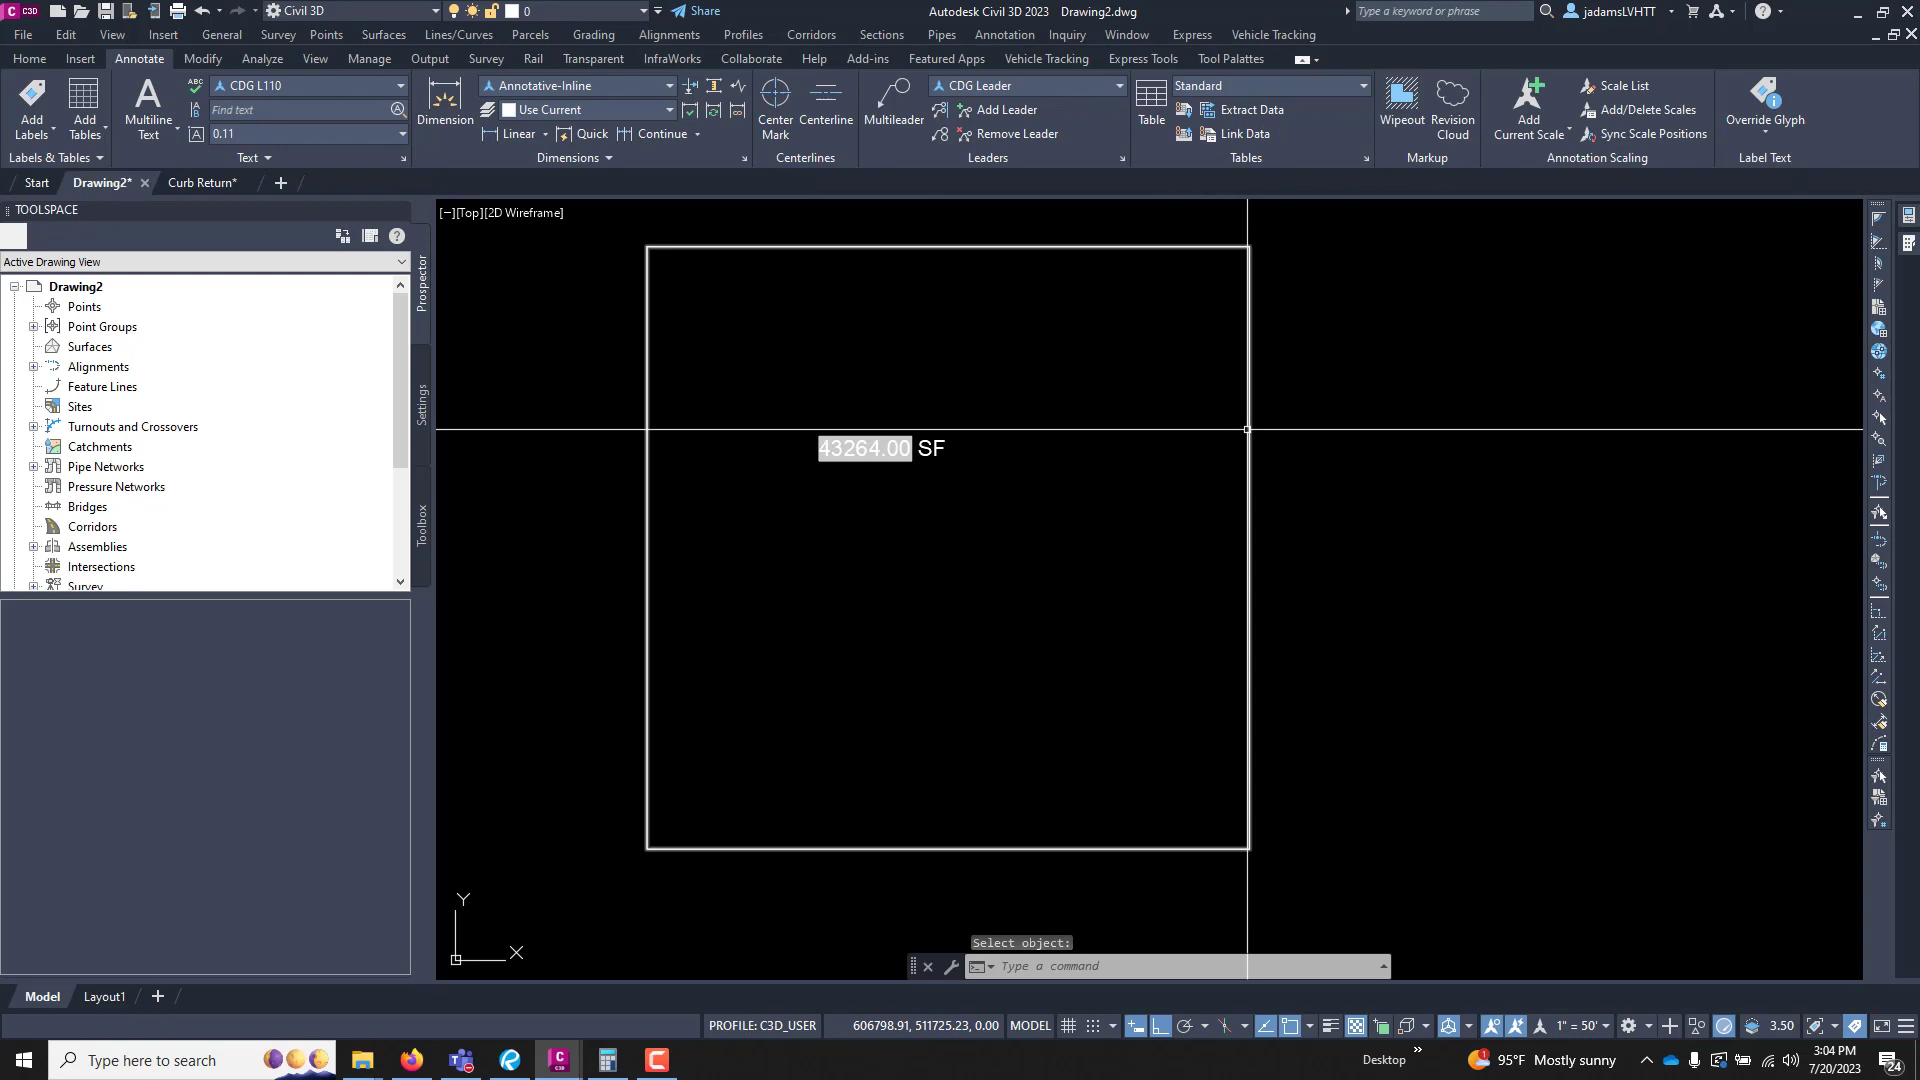 C3D Civil 3D 0 Share Autodesk Civil 3D 2023 Drawing2.dwg Type a keyword or phrase jadamsLVHTT
File Edit View Insert General Survey Points Surfaces Lines/Curves Parcels Grading Alignments Profiles Corridors Sections Pipes Annotation Inquiry Window Express Vehicle Tracking
Home Insert Annotate Modify Analyze View Manage Output Survey Rail Transparent InfraWorks Collaborate Help Add-ins Featured Apps Vehicle Tracking Express Tools Tool Palettes
Add Labels
Add Tables
Labels & Tables
Multiline Text
ABC CDG L110
Find text
0.11
Text
Dimension
Annotative-Inline
Use Current
Linear Quick Continue
Dimensions
Center Mark
Centerline
Centerlines
Multileader
CDG Leader
Add Leader
Remove Leader
Leaders
Table
Standard
Extract Data
Link Data
Tables
Wipeout
Revision Cloud
Markup
Add Current Scale
Scale List
Add/Delete Scales
Sync Scale Positions
Annotation Scaling
Override Glyph
Label Text
Start Drawing2* Curb Return*
TOOLSPACE
Active Drawing View
Drawing2
Points
Point Groups
Surfaces
Alignments
Feature Lines
Sites
Turnouts and Crossovers
Catchments
Pipe Networks
Pressure Networks
Bridges
Corridors
Assemblies
Intersections
Survey
Prospector
Settings
Toolbox
[−][Top][2D Wireframe]
43264.00 SF
Y
X
Select object:
Type a command
Model Layout1
PROFILE: C3D_USER 606798.91, 511725.23, 0.00 MODEL 1" = 50' 3.50
Type here to search
Desktop
1
95°F Mostly sunny
3:04 PM
7/20/2023
24